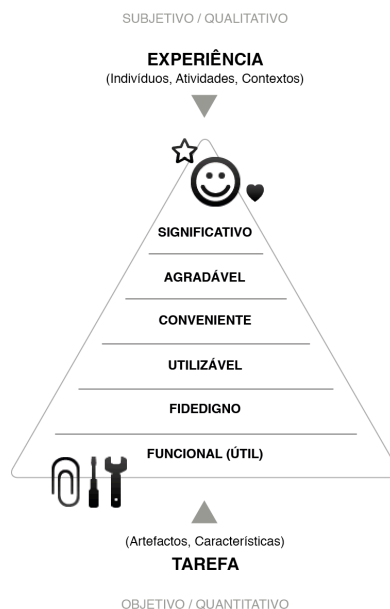 SUBJETIVO / QUALITATIVO
EXPERIÊNCIA
(Indivíduos, Atividades, Contextos)
SIGNIFICATIVO
AGRADÁVEL
CONVENIENTE
UTILIZÁVEL
FIDEDIGNO
FUNCIONAL (ÚTIL)
(Artefactos, Características)
TAREFA
OBJETIVO / QUANTITATIVO